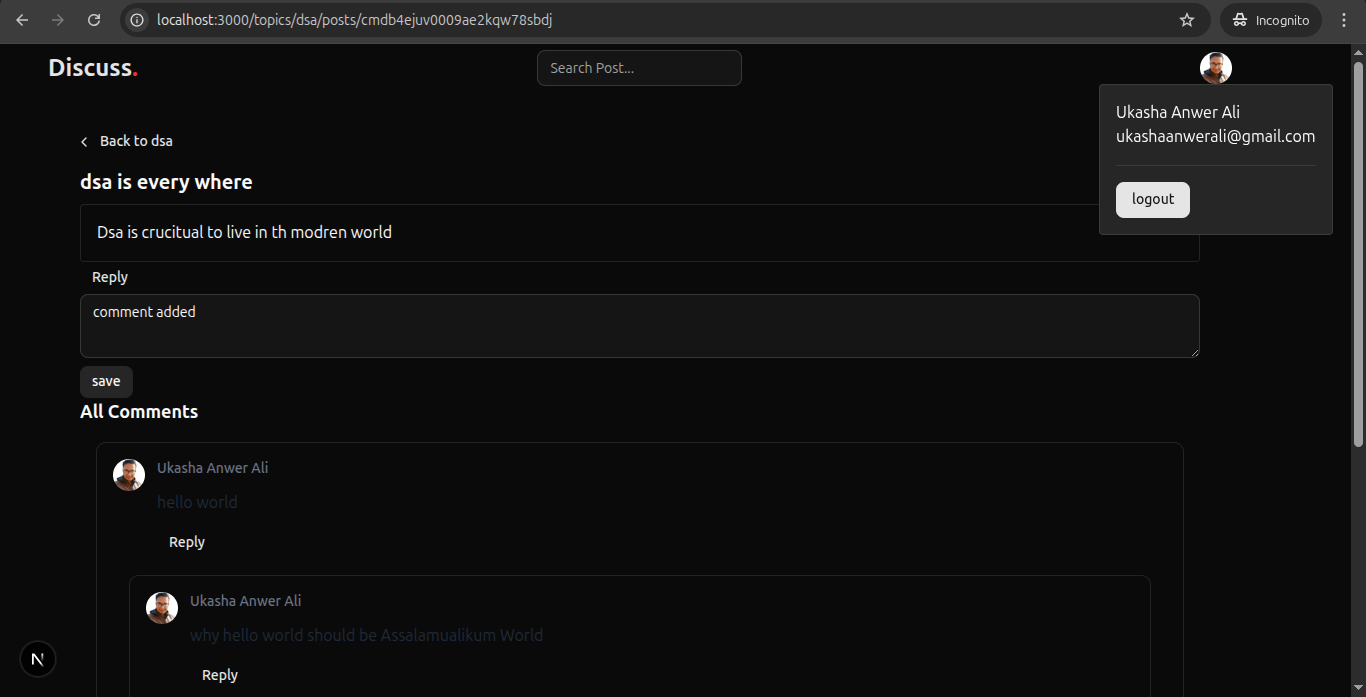 localhost:3000/topics/dsa/posts/cmdb4ejuv0009ae2kqw78sbdj
Incognito
Discuss.
Search Post...
Ukasha Anwer Ali
ukashaanwerali@gmail.com
logout
Back to dsa
dsa is every where
Dsa is crucitual to live in th modren world
Reply
comment added
save
All Comments
Ukasha Anwer Ali
hello world
Reply
Ukasha Anwer Ali
why hello world should be Assalamualikum World
Reply
N